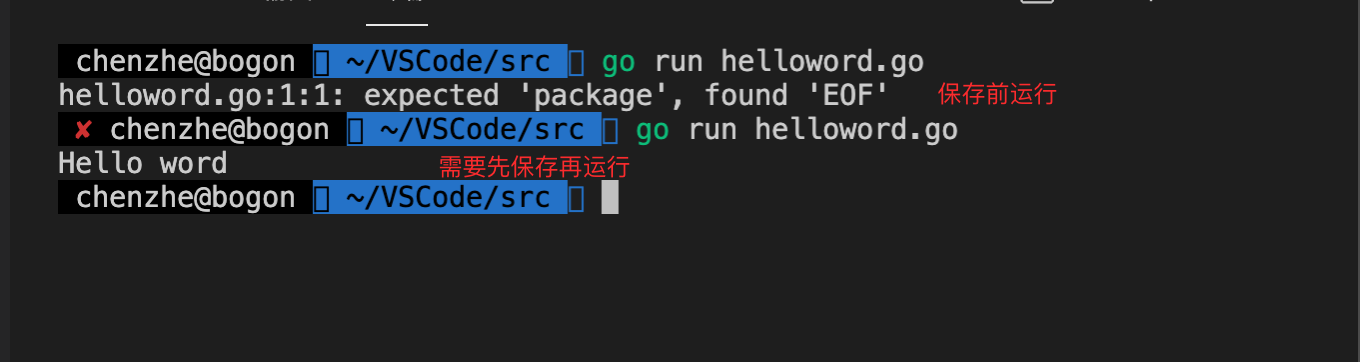 chenzhe@bogon ~/VSCode/src go run helloword.go
helloword.go:1:1: expected 'package', found 'EOF' 保存前运行
✘ chenzhe@bogon ~/VSCode/src go run helloword.go
Hello word 需要先保存再运行
chenzhe@bogon ~/VSCode/src